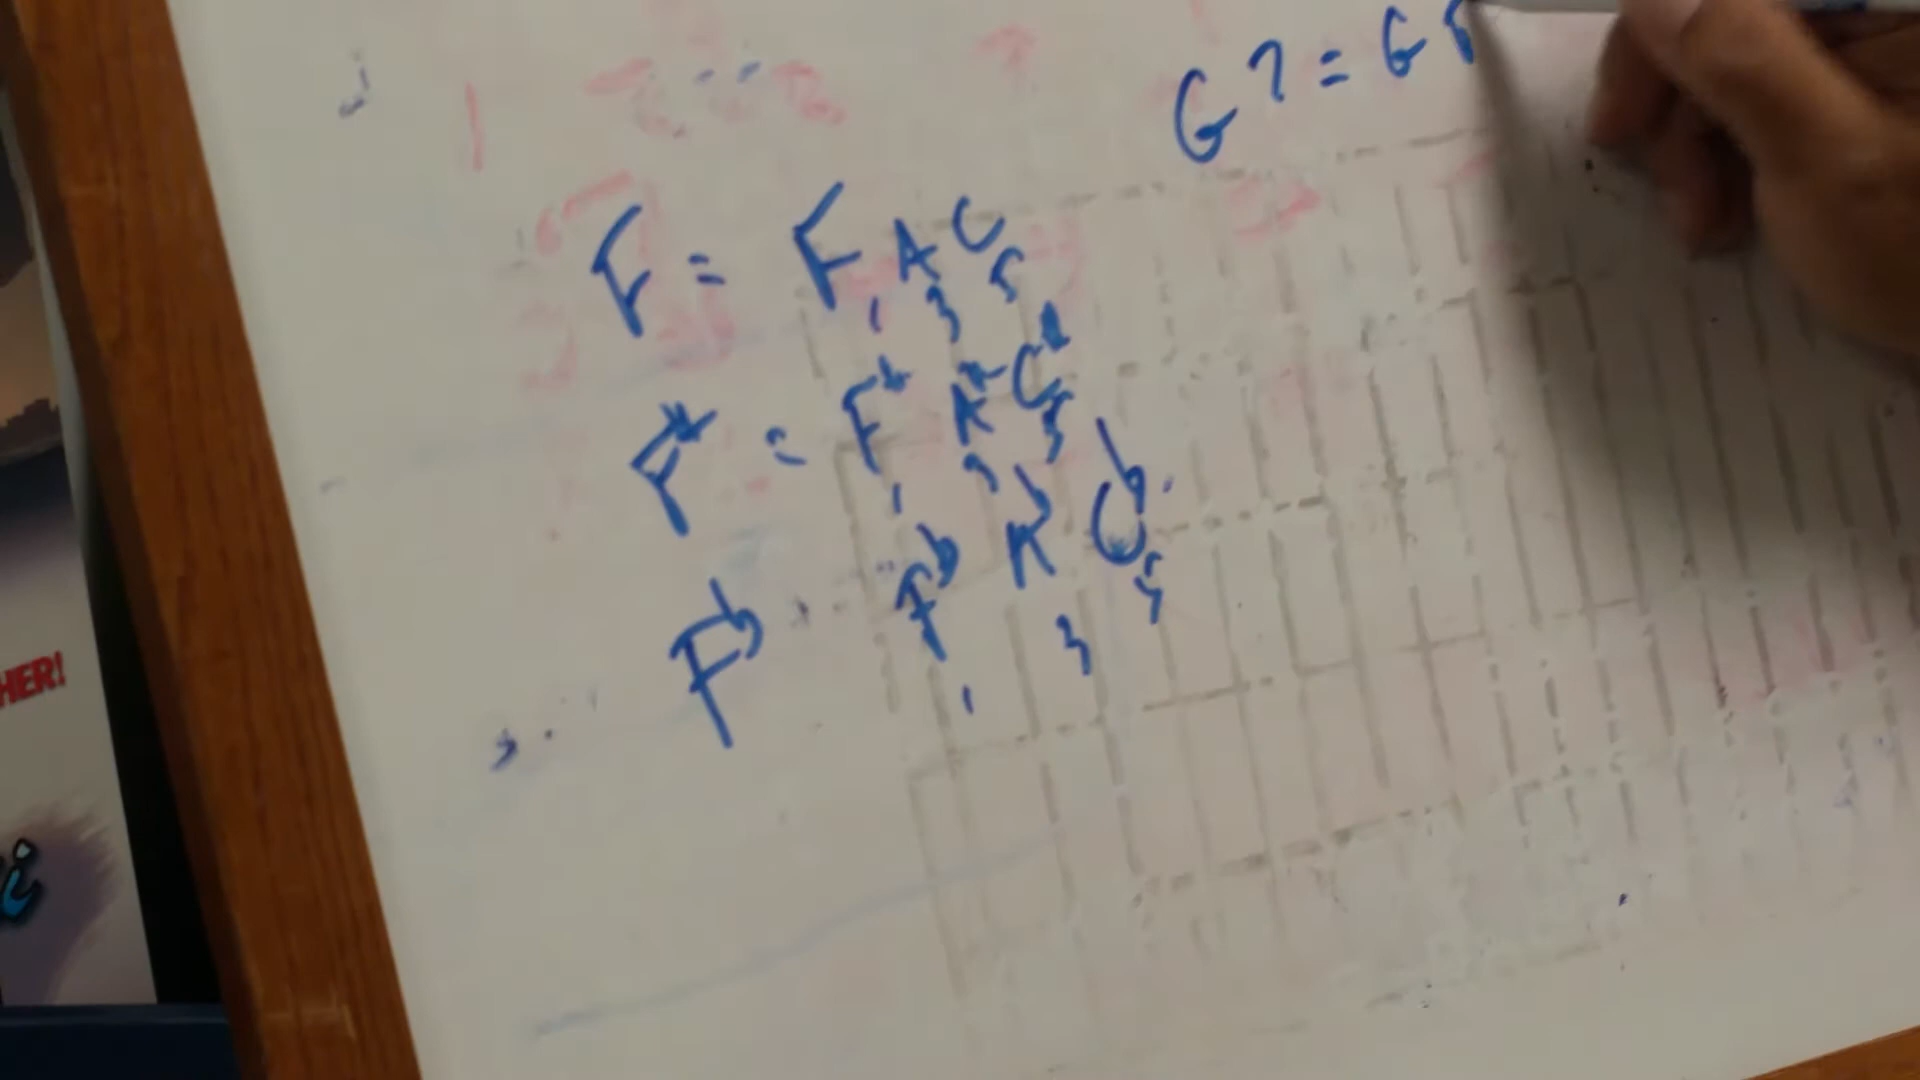 G7 = G B
F = F A C
1 3 5
F# = F# A# C#
1 3 5
Fb Fb Ab Cb
1 3 5
HER!
i